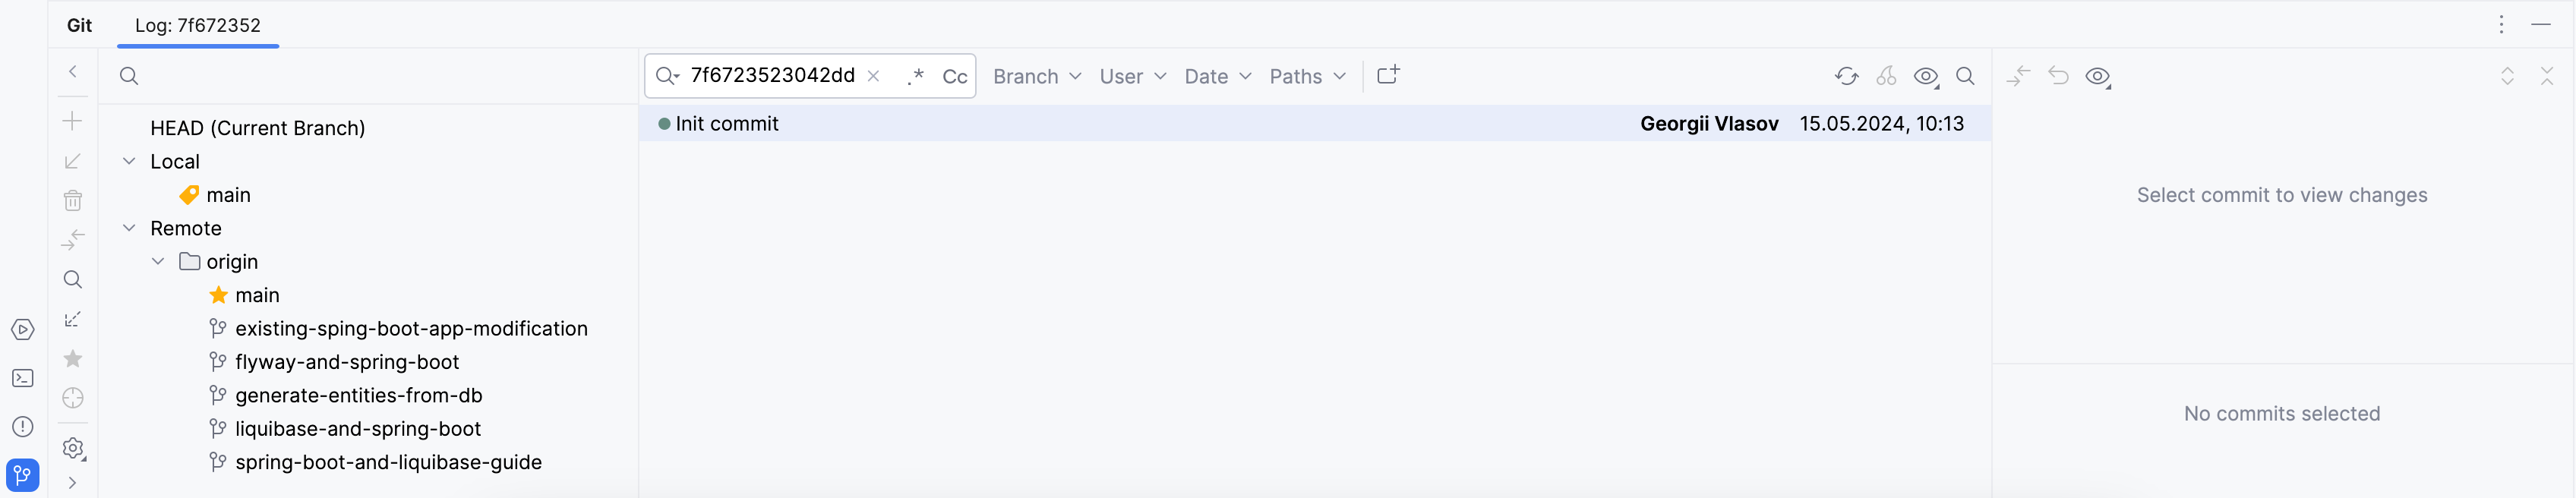 Git Log: 7f672352
7f6723523042dd .* Cc Branch User Date Paths
HEAD (Current Branch)
Local
main
Remote
origin
main
existing-sping-boot-app-modification
flyway-and-spring-boot
generate-entities-from-db
liquibase-and-spring-boot
spring-boot-and-liquibase-guide
Init commit Georgii Vlasov 15.05.2024, 10:13
Select commit to view changes
No commits selected